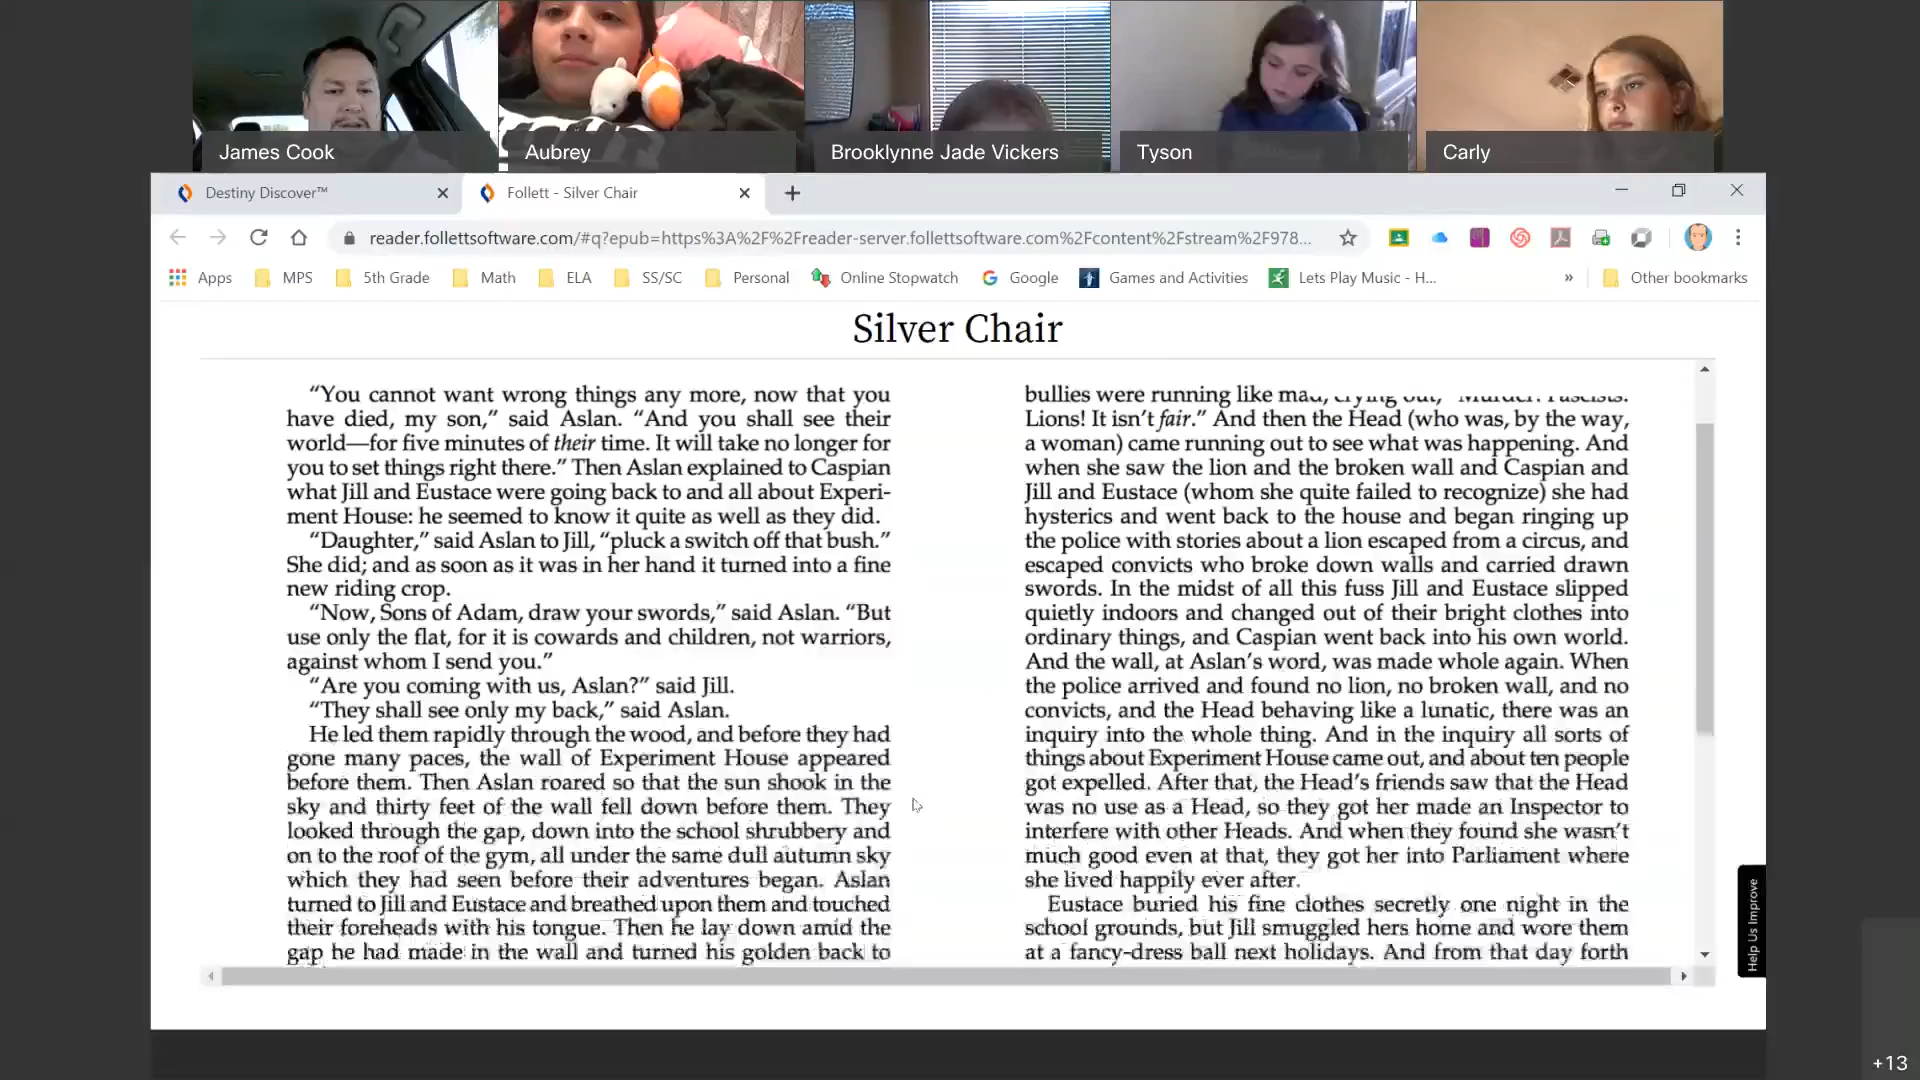 James Cook
Aubrey
Brooklynne Jade Vickers
Tyson
Carly
Destiny Discover™
Follett - Silver Chair
reader.follettsoftware.com/#q?epub=https%3A%2F%2Freader-server.follettsoftware.com%2Fcontent%2Fstream%2F978...
Apps MPS 5th Grade Math ELA SS/SC Personal Online Stopwatch Google Games and Activities Lets Play Music - H... » Other bookmarks
Silver Chair
“You cannot want wrong things any more, now that you
have died, my son,” said Aslan. “And you shall see their
world—for five minutes of their time. It will take no longer for
you to set things right there.” Then Aslan explained to Caspian
what Jill and Eustace were going back to and all about Experi-
ment House: he seemed to know it quite as well as they did.
“Daughter,” said Aslan to Jill, “pluck a switch off that bush.”
She did; and as soon as it was in her hand it turned into a fine
new riding crop.
“Now, Sons of Adam, draw your swords,” said Aslan. “But
use only the flat, for it is cowards and children, not warriors,
against whom I send you.”
“Are you coming with us, Aslan?” said Jill.
“They shall see only my back,” said Aslan.
He led them rapidly through the wood, and before they had
gone many paces, the wall of Experiment House appeared
before them. Then Aslan roared so that the sun shook in the
sky and thirty feet of the wall fell down before them. They
looked through the gap, down into the school shrubbery and
on to the roof of the gym, all under the same dull autumn sky
which they had seen before their adventures began. Aslan
turned to Jill and Eustace and breathed upon them and touched
their foreheads with his tongue. Then he lay down amid the
gap he had made in the wall and turned his golden back to
bullies were running like mad, crying out, “Murder! Fascists!
Lions! It isn’t fair.” And then the Head (who was, by the way,
a woman) came running out to see what was happening. And
when she saw the lion and the broken wall and Caspian and
Jill and Eustace (whom she quite failed to recognize) she had
hysterics and went back to the house and began ringing up
the police with stories about a lion escaped from a circus, and
escaped convicts who broke down walls and carried drawn
swords. In the midst of all this fuss Jill and Eustace slipped
quietly indoors and changed out of their bright clothes into
ordinary things, and Caspian went back into his own world.
And the wall, at Aslan’s word, was made whole again. When
the police arrived and found no lion, no broken wall, and no
convicts, and the Head behaving like a lunatic, there was an
inquiry into the whole thing. And in the inquiry all sorts of
things about Experiment House came out, and about ten people
got expelled. After that, the Head’s friends saw that the Head
was no use as a Head, so they got her made an Inspector to
interfere with other Heads. And when they found she wasn’t
much good even at that, they got her into Parliament where
she lived happily ever after.
Eustace buried his fine clothes secretly one night in the
school grounds, but Jill smuggled hers home and wore them
at a fancy-dress ball next holidays. And from that day forth
Help Us Improve
+13